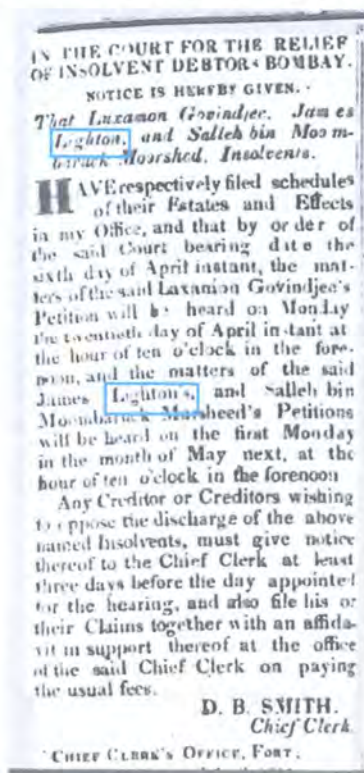 IN THE COURT FOR THE RELIEF
OF INSOLVENT DEBTORS BOMBAY.
NOTICE IS HEREBY GIVEN.
That Luxamon Govindjee, James
Leghton, and Salleh bin Moom-
baruck Moorshed, Insolvents.
HAVE respectively filed schedules
of their Estates and Effects
in my Office, and that by order of
the said Court bearing date the
sixth day of April instant, the mat-
ters of the said Laxamon Govindjee's
Petition will be heard on Monday
the twentieth day of April instant at
the hour of ten o'clock in the fore-
noon, and the matters of the said
James Leghton's, and Salleh bin
Moombaruck Morsheed's Petitions
will be heard on the first Monday
in the month of May next, at the
hour of ten o'clock in the forenoon
Any Creditor or Creditors wishing
to oppose the discharge of the above
named Insolvents, must give notice
thereof to the Chief Clerk at least
three days before the day appointed
for the hearing, and also file his or
their Claims together with an affida-
vit in support thereof at the office
of the said Chief Clerk on paying
the usual fees.
D. B. SMITH.
Chief Clerk.
CHIEF CLERK'S OFFICE, FORT.